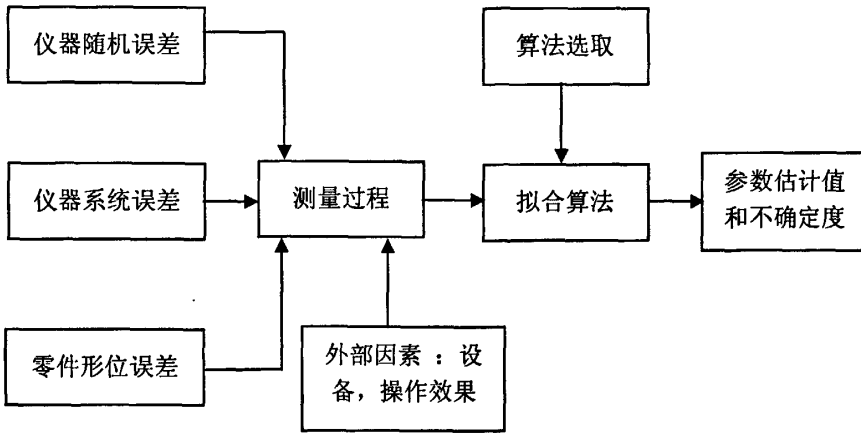 仪器随机误差
算法选取
仪器系统误差
测量过程
拟合算法
参数估计值
和不确定度
零件形位误差
外部因素：设
备，操作效果